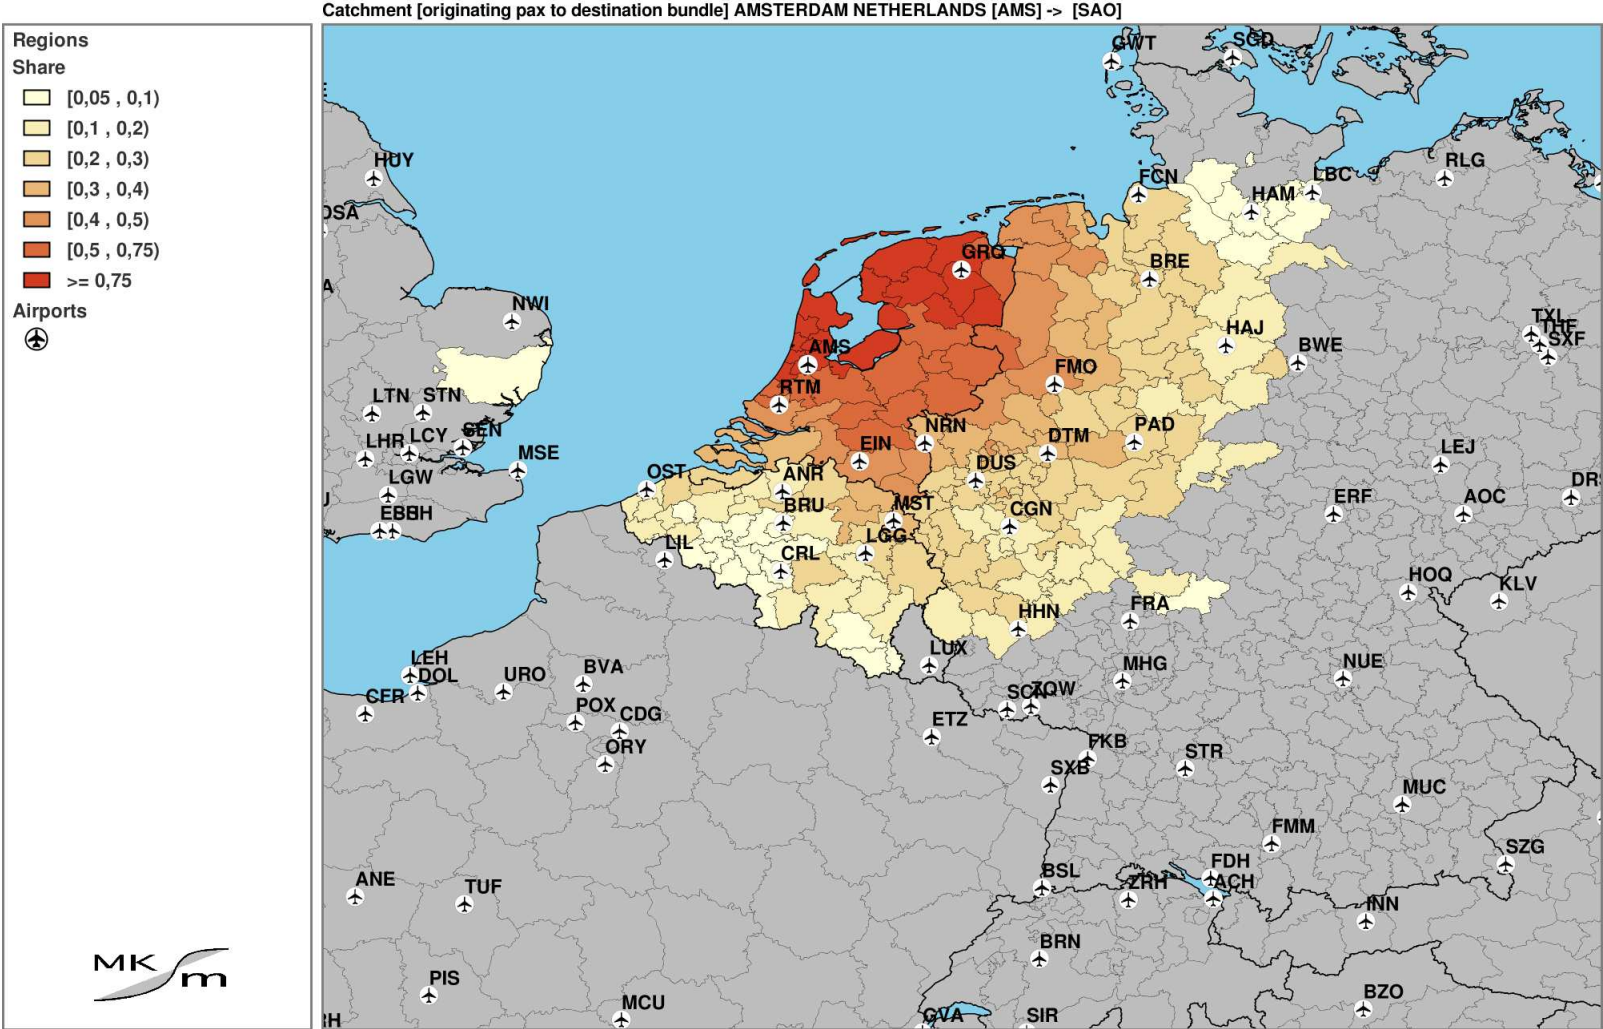 Catchment [originating pax to destination bundle] AMSTERDAM NETHERLANDS [AMS] -> [SAO]
Regions
Share
[0,05 , 0,1)
[0,1 , 0,2)
[0,2 , 0,3)
[0,3 , 0,4)
[0,4 , 0,5)
[0,5 , 0,75)
>= 0,75
Airports
MK
m
GWT
SGD
HUY
RLG
LBC
FCN
HAM
OSA
GRQ
BRE
NWI
TXL
THF
SXF
HAJ
BWE
AMS
FMO
RTM
LTN
STN
SEN
LCY
LHR
NRN
PAD
DTM
EIN
MSE
DUS
LEJ
OST
ANR
LGW
DRS
ERF
AOC
BRU
MST
CGN
LIL
CRL
LGG
HOQ
KLV
FRA
HHN
LUX
LEH
DOL
URO
BVA
MHG
NUE
CFR
POX
CDG
SCN
ZQW
ETZ
ORY
FKB
STR
SXB
MUC
FMM
SZG
FDH
ACH
BSL
ZRH
ANE
TUF
INN
BRN
PIS
MCU
BZO
GVA
SIR